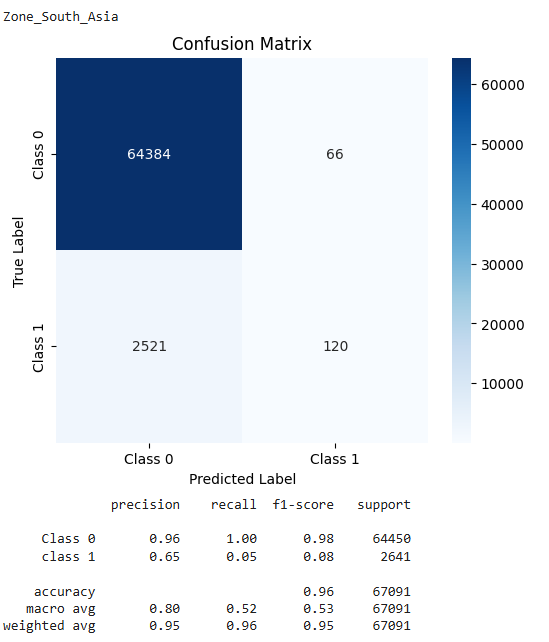 Zone_South_Asia
Confusion Matrix
Class 0
64384
66
60000
50000
40000
30000
20000
10000
True Label
Class 1
2521
120
Class 0
Class 1
Predicted Label
precision recall f1-score support
Class 0 0.96 1.00 0.98 64450
class 1 0.65 0.05 0.08 2641
accuracy 0.96 67091
macro avg 0.80 0.52 0.53 67091
weighted avg 0.95 0.96 0.95 67091